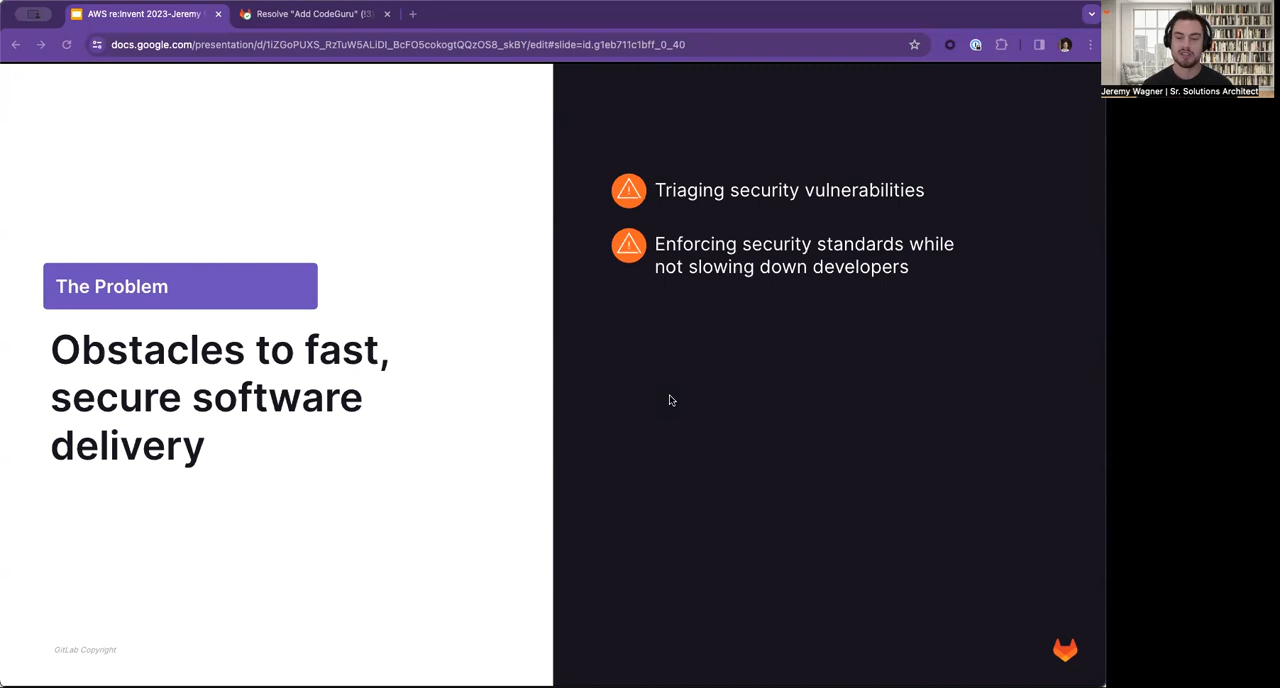 AWS re:Invent 2023-Jeremy
Resolve "Add CodeGuru" (!3)
docs.google.com/presentation/d/1iZGoPUXS_RzTuW5ALiDI_BcFO5cokogtQQzOS8_skBY/edit#slide=id.g1eb711c1bff_0_40
Jeremy Wagner | Sr. Solutions Architect
The Problem
Obstacles to fast,
secure software
delivery
Triaging security vulnerabilities
Enforcing security standards while
not slowing down developers
GitLab Copyright